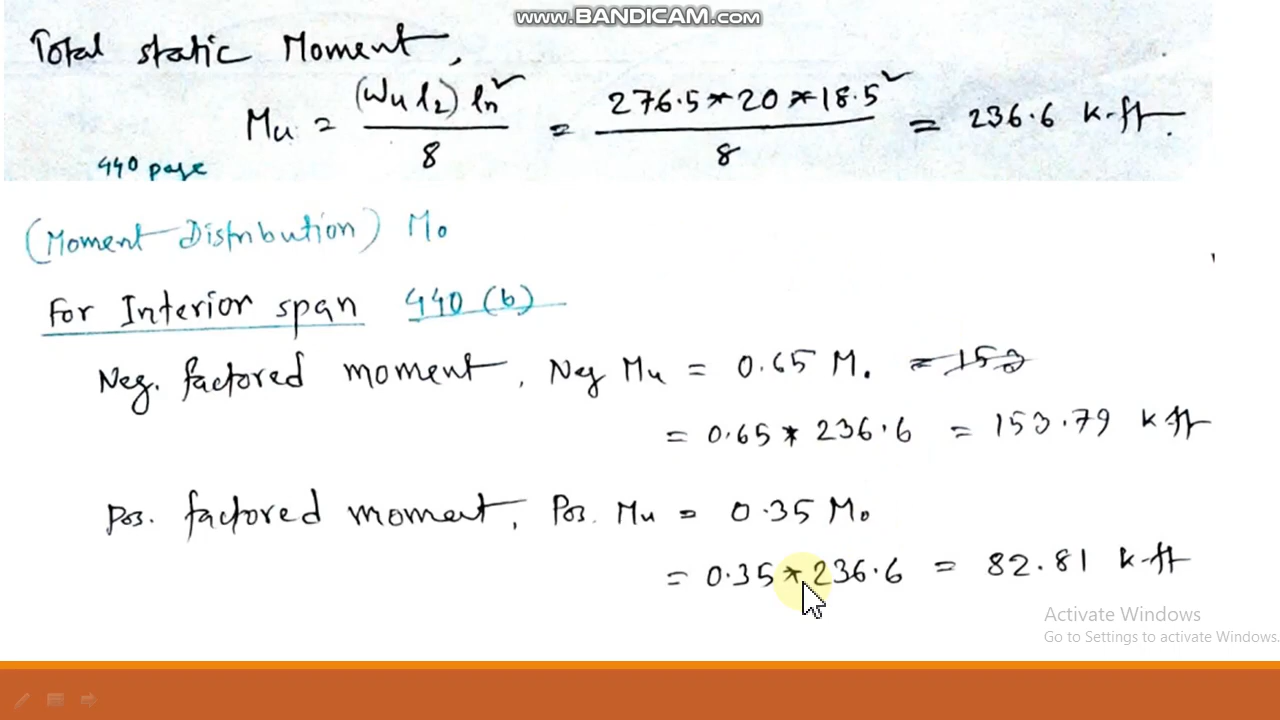 www.BANDICAM.com
Total static Moment,
Mu = (Wu l2) ln² / 8 = 276.5 * 20 * 18.5² / 8 = 236.6 k-ft.
440 page
(Moment Distribution) Mo
For Interior span 440 (b)
Neg. factored moment, Neg Mu = 0.65 Mo = 153
= 0.65 * 236.6 = 153.79 k-ft
Pos. factored moment, Pos. Mu = 0.35 Mo
= 0.35 * 236.6 = 82.81 k-ft
Activate Windows
Go to Settings to activate Windows.